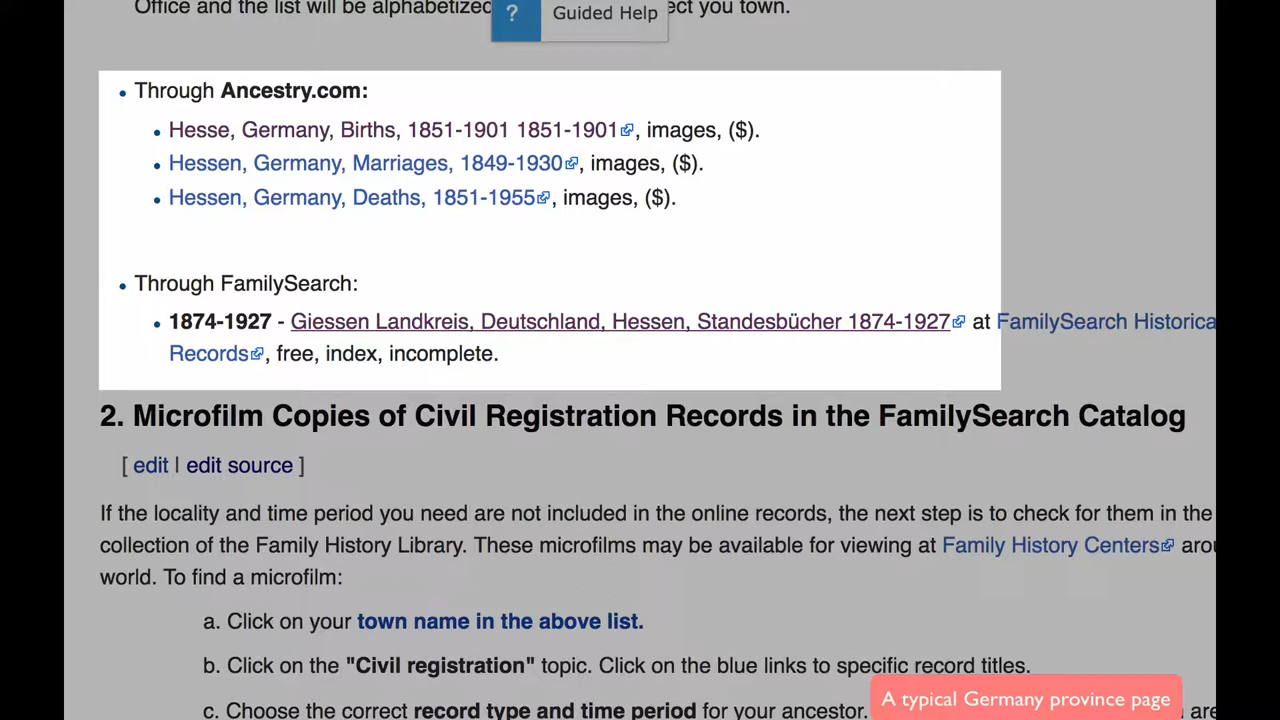 Office and the list will be alphabetized
ect you town.
? Guided Help
• Through Ancestry.com:
• Hesse, Germany, Births, 1851-1901 1851-1901, images, ($).
• Hessen, Germany, Marriages, 1849-1930, images, ($).
• Hessen, Germany, Deaths, 1851-1955, images, ($).
• Through FamilySearch:
• 1874-1927 - Giessen Landkreis, Deutschland, Hessen, Standesbücher 1874-1927 at FamilySearch Historica
Records, free, index, incomplete.
2. Microfilm Copies of Civil Registration Records in the FamilySearch Catalog
[ edit | edit source ]
If the locality and time period you need are not included in the online records, the next step is to check for them in the
collection of the Family History Library. These microfilms may be available for viewing at Family History Centers arou
world. To find a microfilm:
a. Click on your town name in the above list.
b. Click on the "Civil registration" topic. Click on the blue links to specific record titles.
c. Choose the correct record type and time period for your ancestor.
are
A typical Germany province page